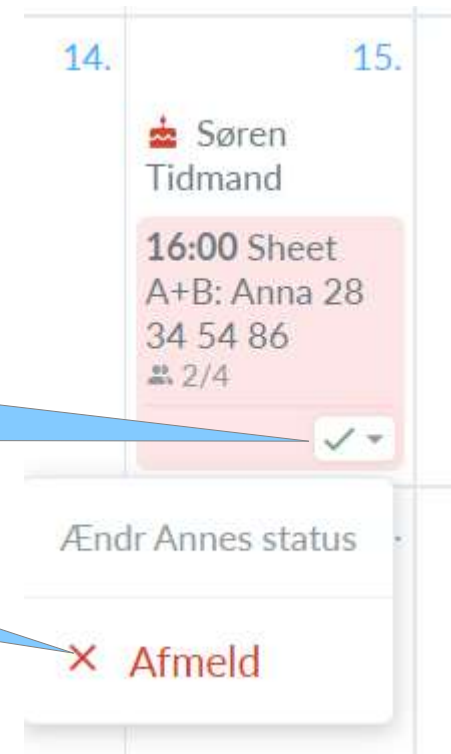 14.
15.
Søren
Tidmand
16:00 Sheet
A+B: Anna 28
34 54 86
2/4
Ændr Annes status
Afmeld